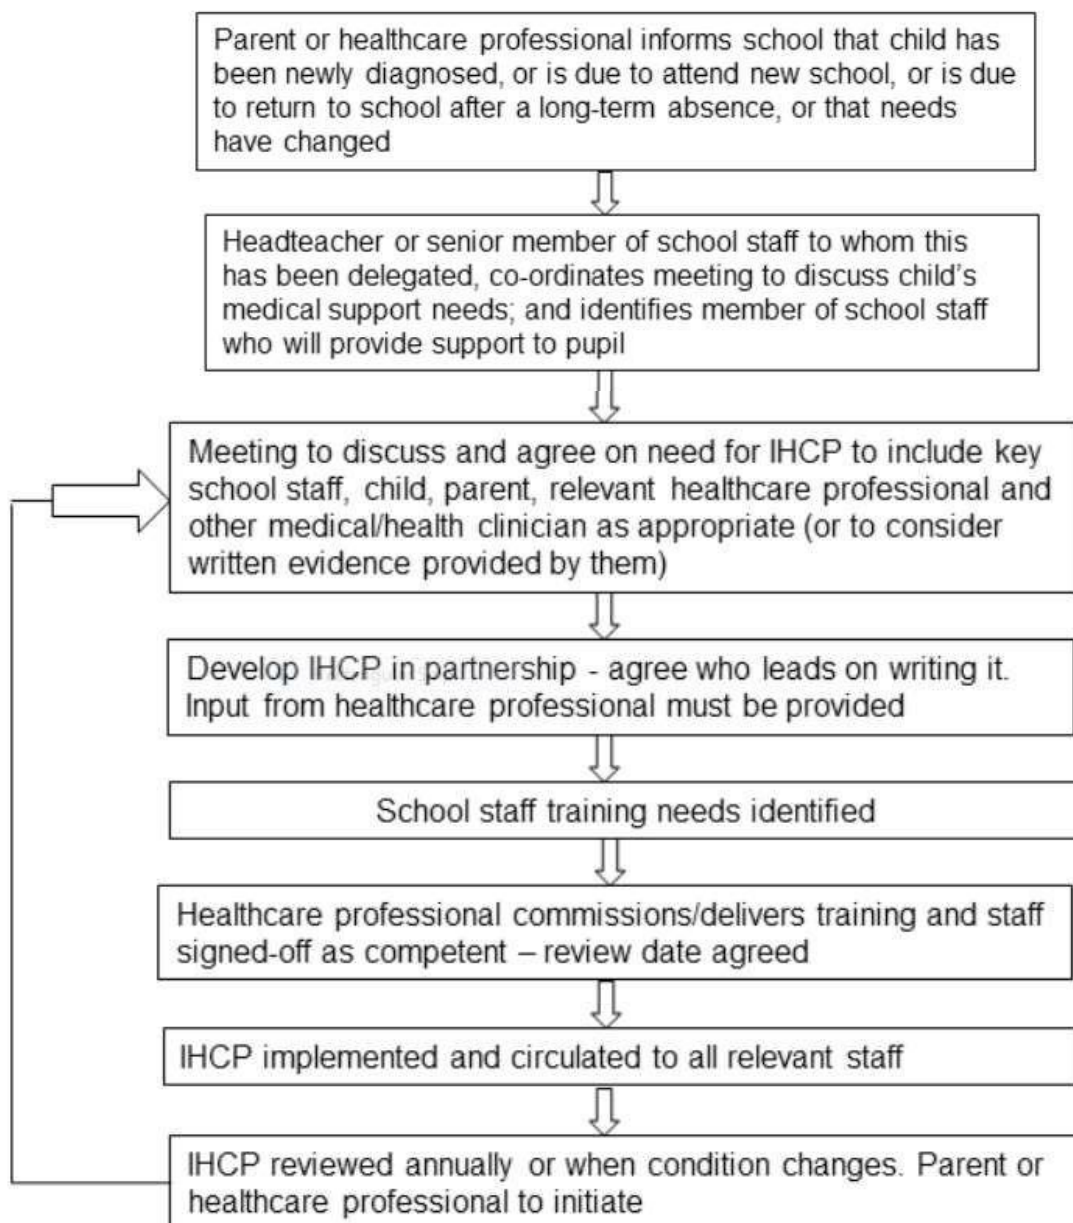 Parent or healthcare professional informs school that child has
been newly diagnosed, or is due to attend new school, or is due
to return to school after a long-term absence, or that needs
have changed
Headteacher or senior member of school staff to whom this
has been delegated, co-ordinates meeting to discuss child's
medical support needs; and identifies member of school staff
who will provide support to pupil
Meeting to discuss and agree on need for IHCP to include key
school staff, child, parent, relevant healthcare professional and
other medical/health clinician as appropriate (or to consider
written evidence provided by them)
Develop IHCP in partnership - agree who leads on writing it.
Input from healthcare professional must be provided
School staff training needs identified
Healthcare professional commissions/delivers training and staff
signed-off as competent – review date agreed
IHCP implemented and circulated to all relevant staff
IHCP reviewed annually or when condition changes. Parent or
healthcare professional to initiate